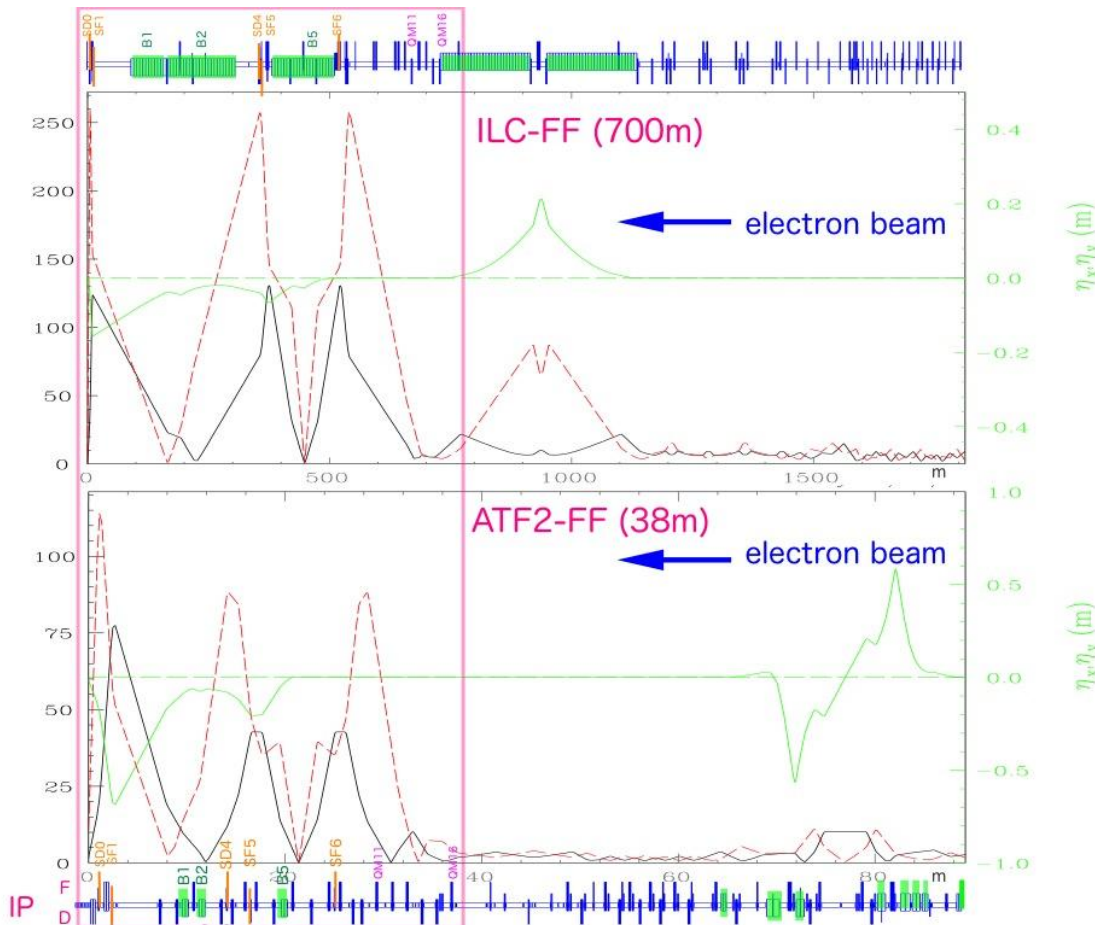 SD0 SF1 B1 B2 SD4 SF5 B5 SF6 QM11 QM16
ILC-FF (700m)
electron beam
250
200
150
100
50
0
0.4
0.2
0.0
−0.2
−0.4
ηx,ηy (m)
0 500 1000 1500 m
ATF2-FF (38m)
electron beam
100
75
50
25
0
1.0
0.5
0.0
−0.5
−1.0
ηx,ηy (m)
0 20 40 60 80 m
SD0 SF1 B1 B2 SD4 SF5 B5 SF6 QM11 QM16
F
IP
D